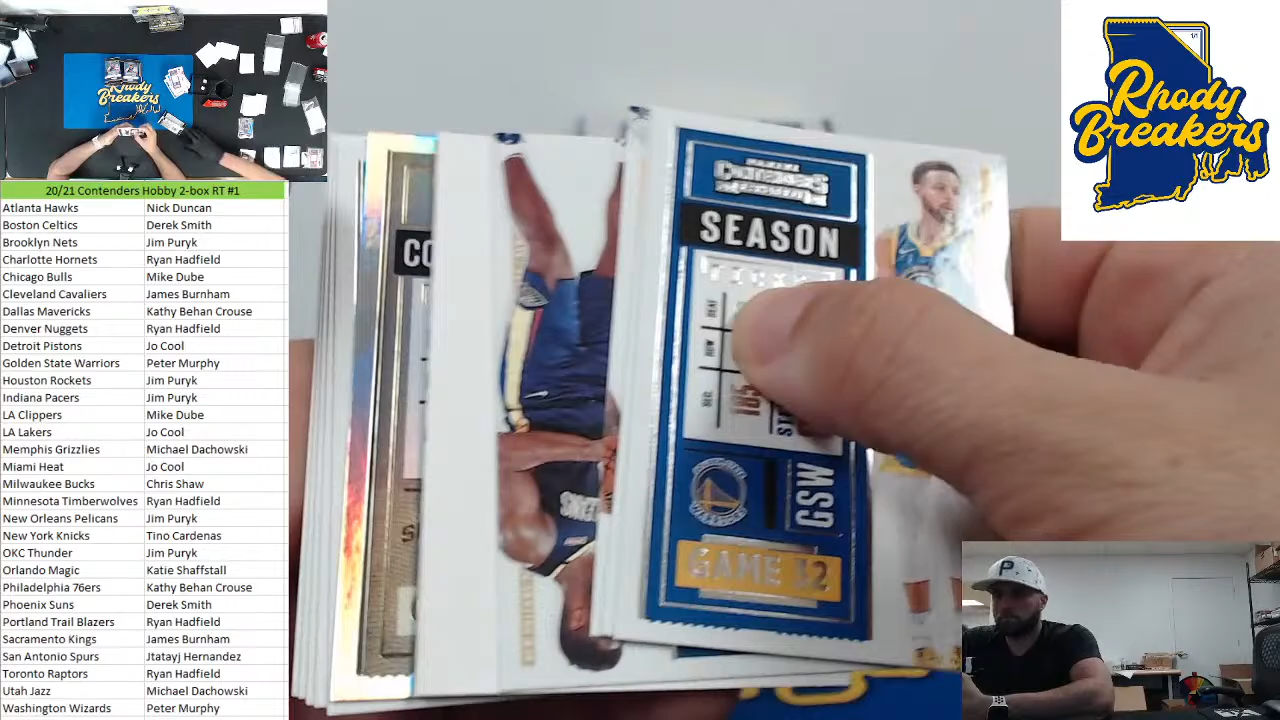 20/21 Contenders Hobby 2-box RT #1
Atlanta Hawks Nick Duncan
Boston Celtics Derek Smith
Brooklyn Nets Jim Puryk
Charlotte Hornets Ryan Hadfield
Chicago Bulls Mike Dube
Cleveland Cavaliers James Burnham
Dallas Mavericks Kathy Behan Crouse
Denver Nuggets Ryan Hadfield
Detroit Pistons Jo Cool
Golden State Warriors Peter Murphy
Houston Rockets Jim Puryk
Indiana Pacers Jim Puryk
LA Clippers Mike Dube
LA Lakers Jo Cool
Memphis Grizzlies Michael Dachowski
Miami Heat Jo Cool
Milwaukee Bucks Chris Shaw
Minnesota Timberwolves Ryan Hadfield
New Orleans Pelicans Jim Puryk
New York Knicks Tino Cardenas
OKC Thunder Jim Puryk
Orlando Magic Katie Shaffstall
Philadelphia 76ers Kathy Behan Crouse
Phoenix Suns Derek Smith
Portland Trail Blazers Ryan Hadfield
Sacramento Kings James Burnham
San Antonio Spurs Jtatayj Hernandez
Toronto Raptors Ryan Hadfield
Utah Jazz Michael Dachowski
Washington Wizards Peter Murphy
Rhody
Breakers
CONTENDERS
SEASON
GSW
GAME 12
CO
Rhody
Breakers
1/1
P